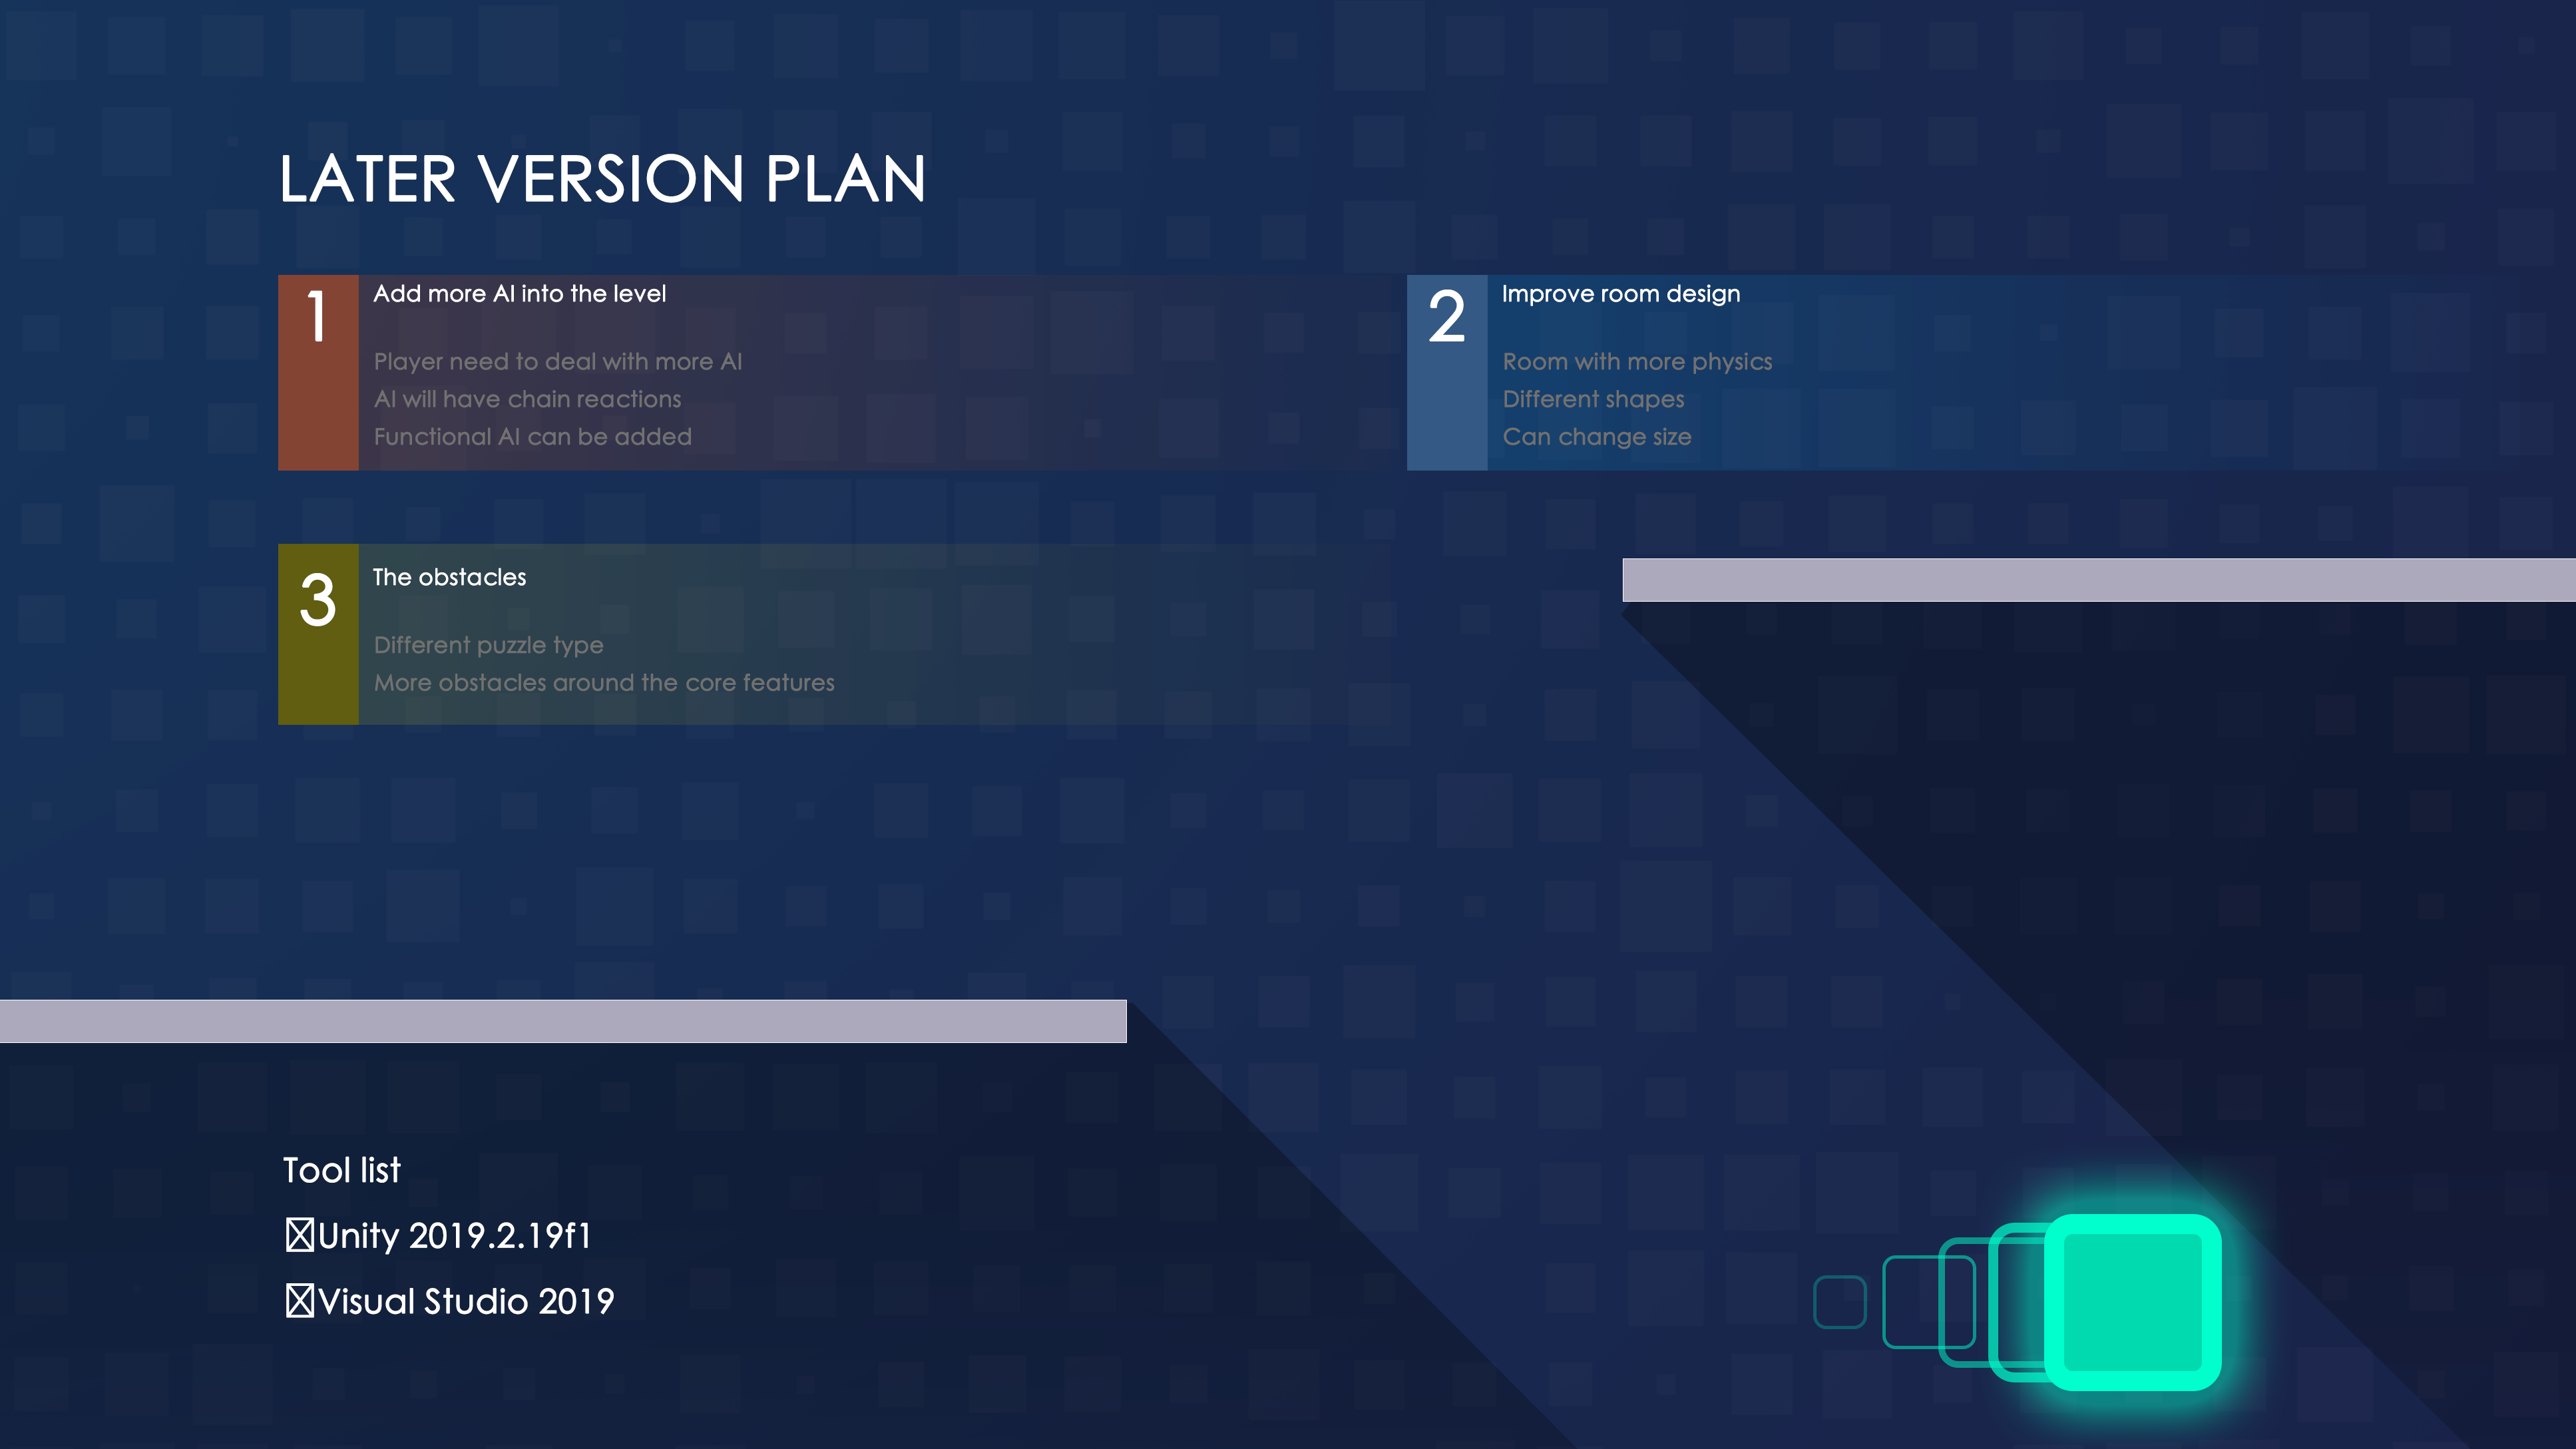 LATER VERSION PLAN
1
Add more AI into the level
Player need to deal with more AI
AI will have chain reactions
Functional AI can be added
2
Improve room design
Room with more physics
Different shapes
Can change size
3
The obstacles
Different puzzle type
More obstacles around the core features
Tool list
Unity 2019.2.19f1
Visual Studio 2019